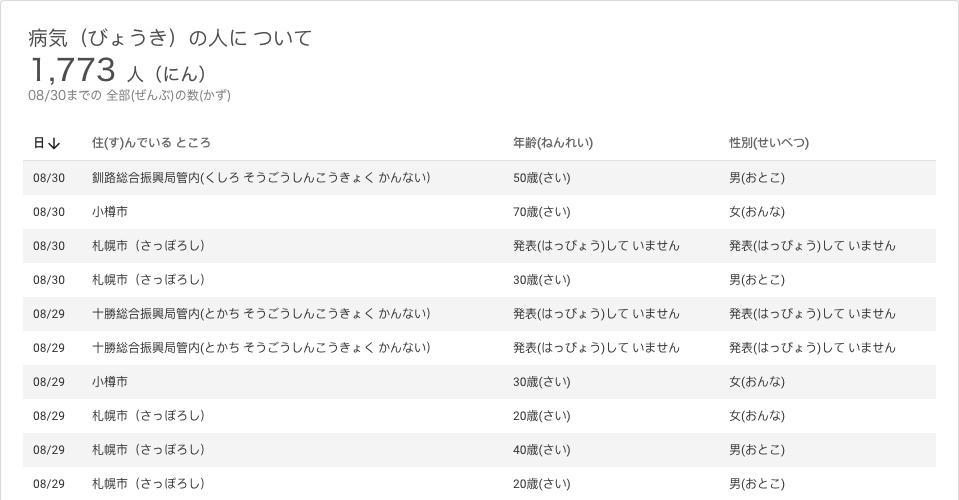 病気（びょうき）の人に ついて
1,773 人（にん）
08/30までの 全部(ぜんぶ)の数(かず)
日↓ 住(す)んでいる ところ 年齢(ねんれい) 性別(せいべつ)
08/30 釧路総合振興局管内(くしろ そうごうしんこうきょく かんない） 50歳(さい) 男(おとこ)
08/30 小樽市 70歳(さい) 女(おんな)
08/30 札幌市（さっぽろし） 発表(はっぴょう)して いません 発表(はっぴょう)して いません
08/30 札幌市（さっぽろし） 30歳(さい) 男(おとこ)
08/29 十勝総合振興局管内(とかち そうごうしんこうきょく かんない） 発表(はっぴょう)して いません 発表(はっぴょう)して いません
08/29 十勝総合振興局管内(とかち そうごうしんこうきょく かんない） 発表(はっぴょう)して いません 発表(はっぴょう)して いません
08/29 小樽市 30歳(さい) 女(おんな)
08/29 札幌市（さっぽろし） 20歳(さい) 女(おんな)
08/29 札幌市（さっぽろし） 40歳(さい) 男(おとこ)
08/29 札幌市（さっぽろし） 20歳(さい) 男(おとこ)